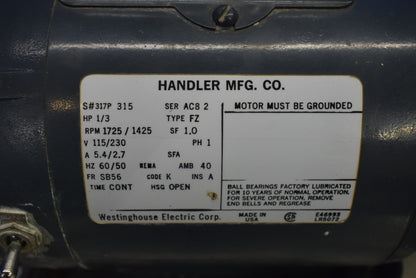 HANDLER MFG. CO.
S# 317P 315 SER AC8 2
HP 1/3 TYPE FZ
RPM 1725 / 1425 SF 1.0
V 115/230 PH 1
A 5.4/2.7 SFA
HZ 60/50 NEMA AMB 40
FR SB56 CODE K INS A
TIME CONT HSG OPEN
MOTOR MUST BE GROUNDED
BALL BEARINGS FACTORY LUBRICATED
FOR 10 YEARS OF NORMAL OPERATION.
FOR SEVERE OPERATION, REMOVE
END BELLS AND REGREASE
Westinghouse Electric Corp. MADE IN
USA
E46993
LR5072